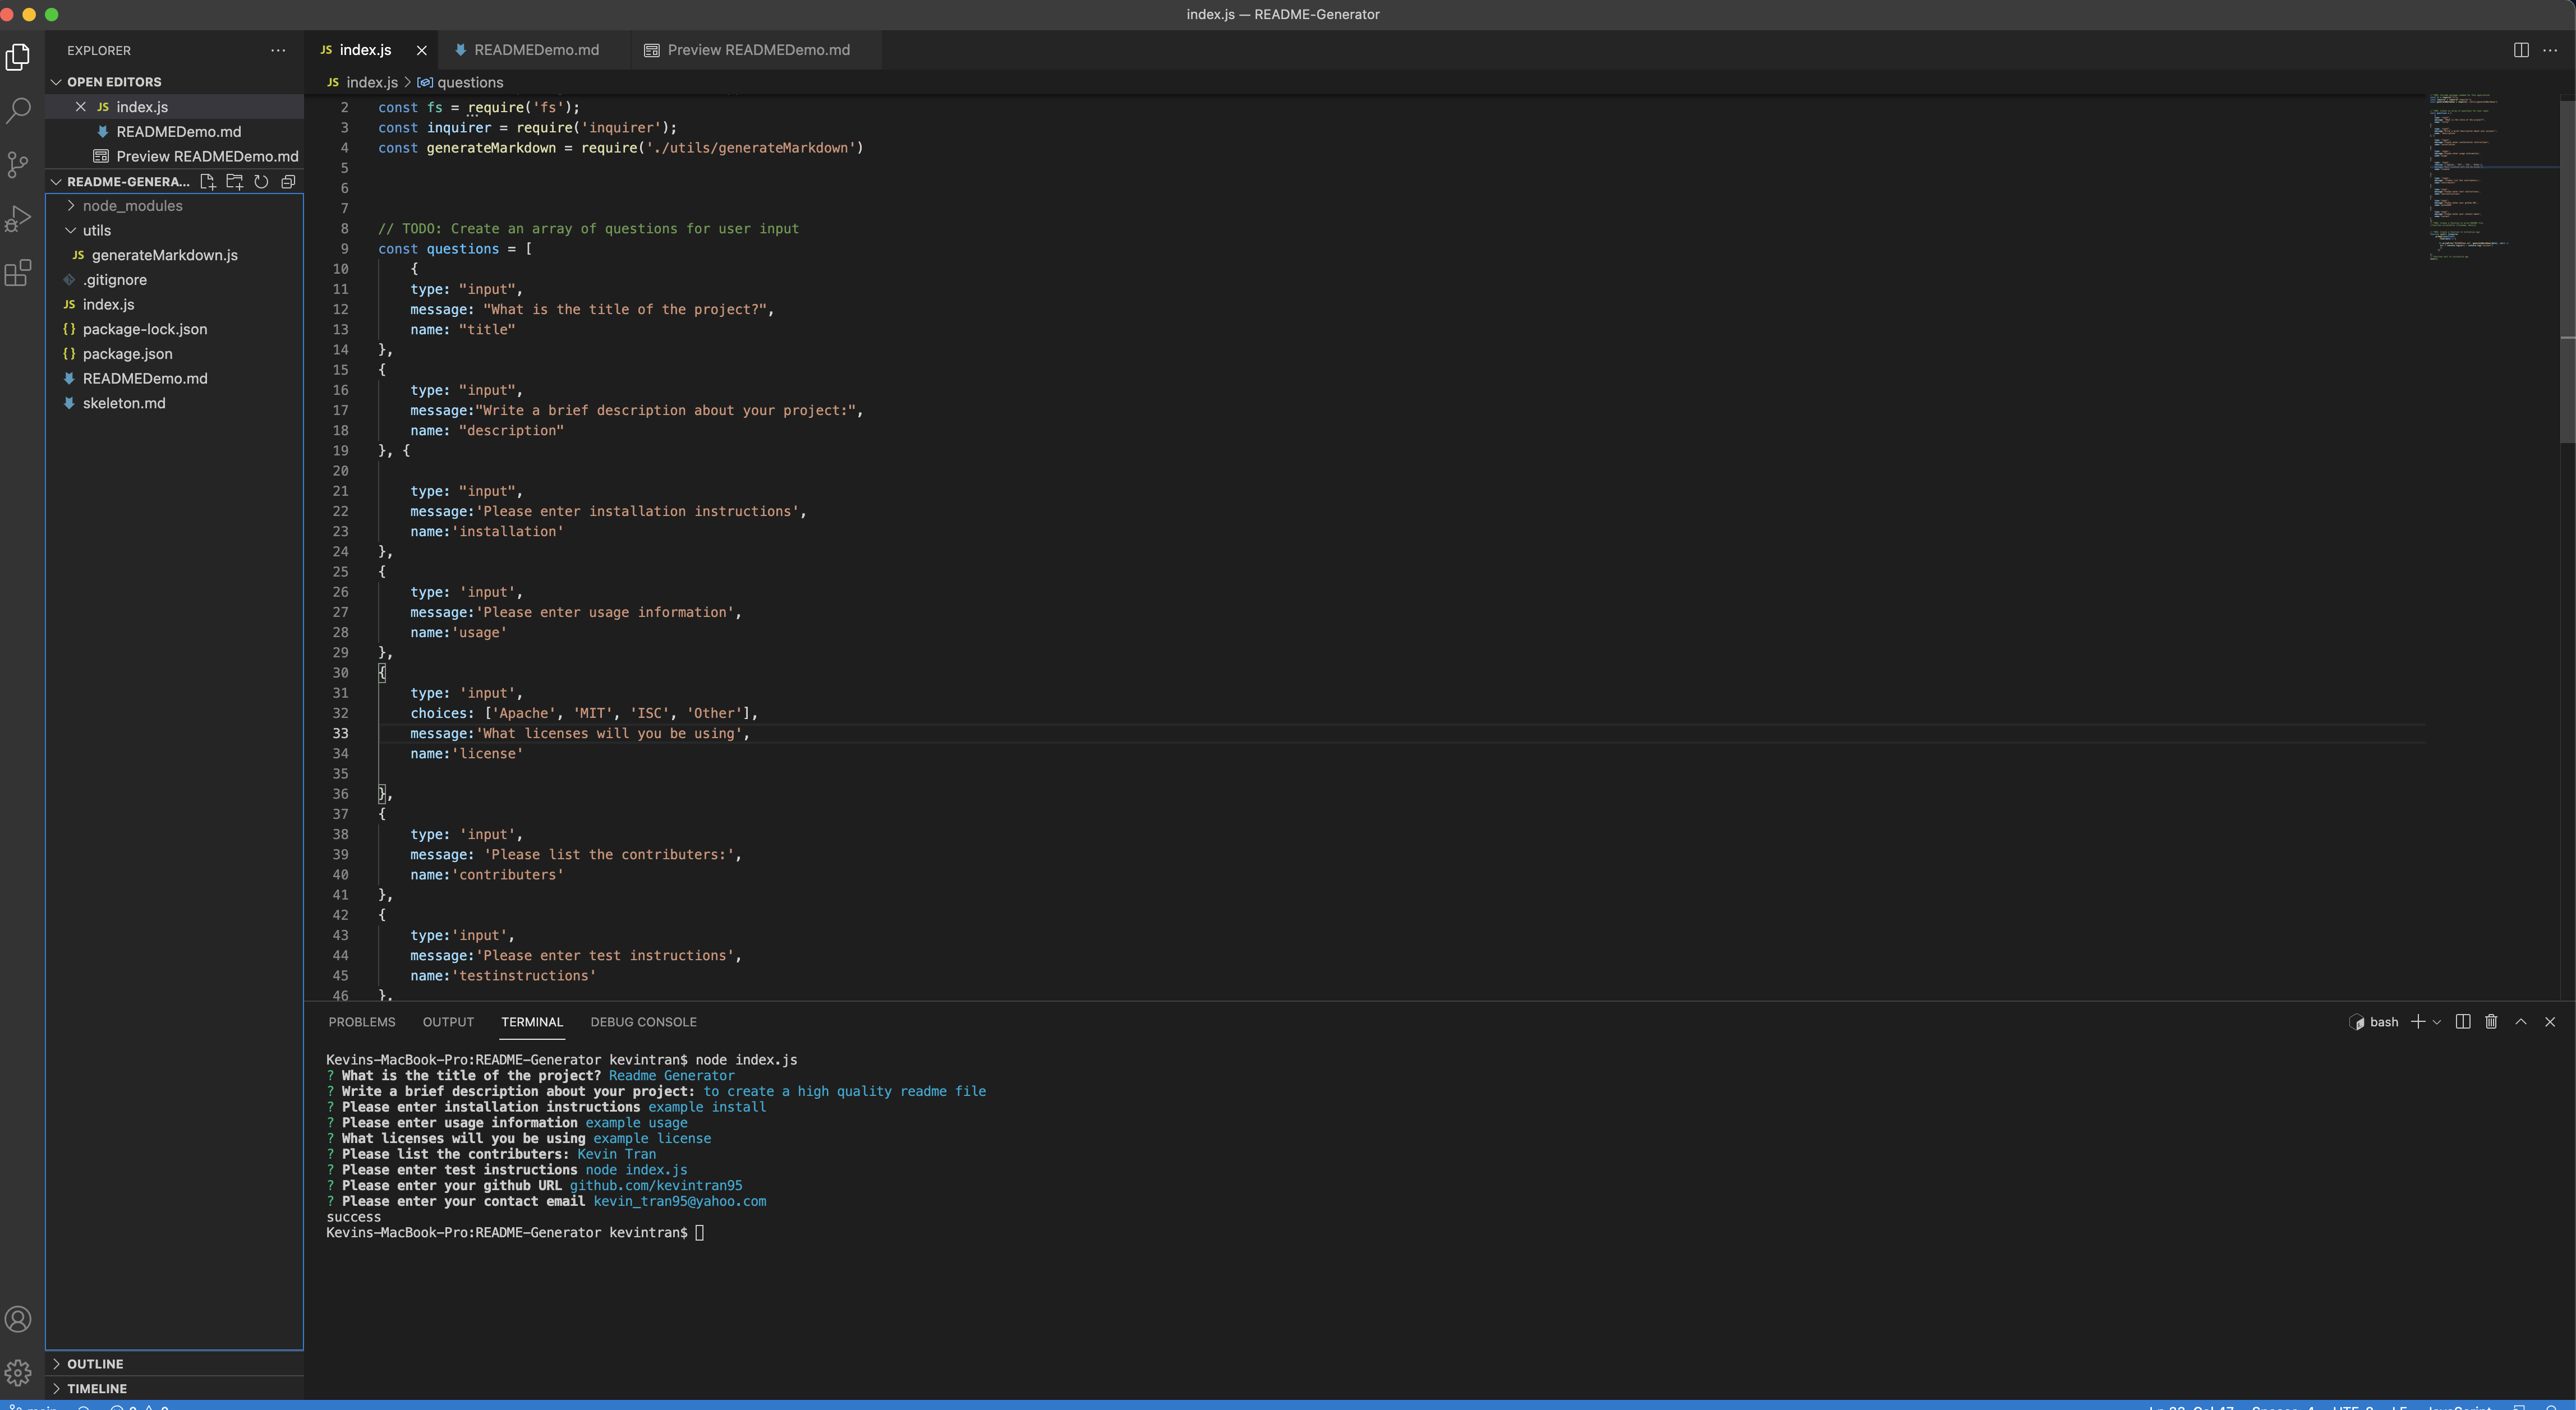 index.js — README-Generator
EXPLORER
OPEN EDITORS
JS index.js
READMEDemo.md
Preview READMEDemo.md
README-GENERA...
node_modules
utils
JS generateMarkdown.js
.gitignore
JS index.js
{} package-lock.json
{} package.json
READMEDemo.md
skeleton.md
OUTLINE
TIMELINE
JS index.js
READMEDemo.md
Preview READMEDemo.md
JS index.js > questions
2 const fs = require('fs');
3 const inquirer = require('inquirer');
4 const generateMarkdown = require('./utils/generateMarkdown')
5
6
7
8 // TODO: Create an array of questions for user input
9 const questions = [
10 {
11 type: "input",
12 message: "What is the title of the project?",
13 name: "title"
14 },
15 {
16 type: "input",
17 message:"Write a brief description about your project:",
18 name: "description"
19 }, {
20
21 type: "input",
22 message:'Please enter installation instructions',
23 name:'installation'
24 },
25 {
26 type: 'input',
27 message:'Please enter usage information',
28 name:'usage'
29 },
30 {
31 type: 'input',
32 choices: ['Apache', 'MIT', 'ISC', 'Other'],
33 message:'What licenses will you be using',
34 name:'license'
35
36 },
37 {
38 type: 'input',
39 message: 'Please list the contributers:',
40 name:'contributers'
41 },
42 {
43 type:'input',
44 message:'Please enter test instructions',
45 name:'testinstructions'
46 },
PROBLEMS OUTPUT TERMINAL DEBUG CONSOLE
bash
Kevins-MacBook-Pro:README-Generator kevintran$ node index.js
? What is the title of the project? Readme Generator
? Write a brief description about your project: to create a high quality readme file
? Please enter installation instructions example install
? Please enter usage information example usage
? What licenses will you be using example license
? Please list the contributers: Kevin Tran
? Please enter test instructions node index.js
? Please enter your github URL github.com/kevintran95
? Please enter your contact email kevin_tran95@yahoo.com
success
Kevins-MacBook-Pro:README-Generator kevintran$